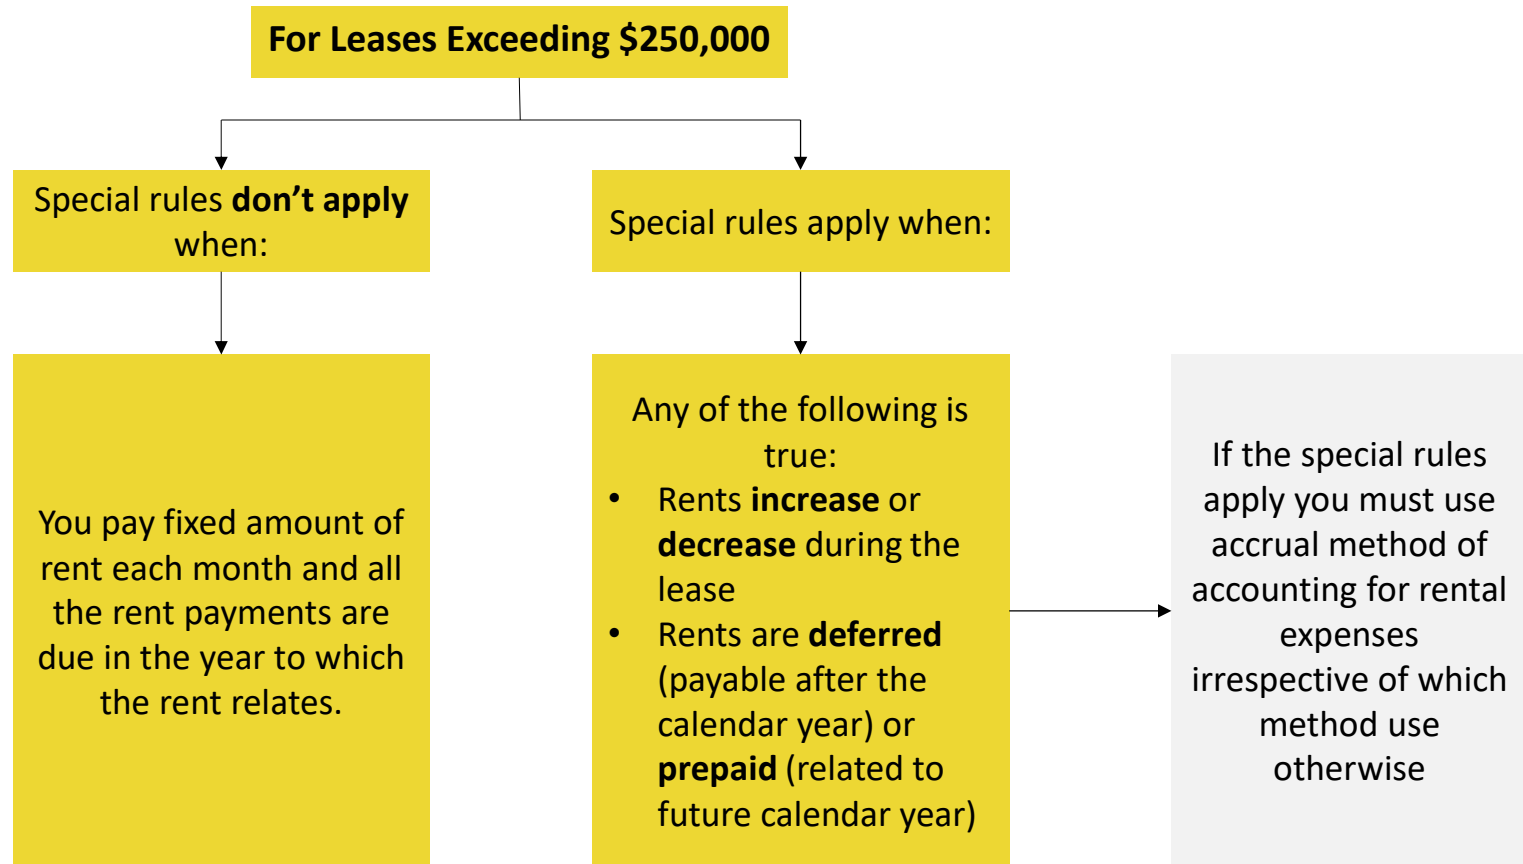 For Leases Exceeding $250,000
Special rules don’t apply
when:
Special rules apply when:
You pay fixed amount of
rent each month and all
the rent payments are
due in the year to which
the rent relates.
Any of the following is
true:
• Rents increase or
decrease during the
lease
• Rents are deferred
(payable after the
calendar year) or
prepaid (related to
future calendar year)
If the special rules
apply you must use
accrual method of
accounting for rental
expenses
irrespective of which
method use
otherwise